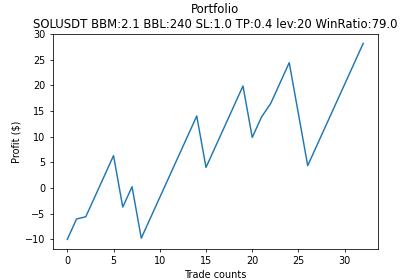 Portfolio
SOLUSDT BBM:2.1 BBL:240 SL:1.0 TP:0.4 lev:20 WinRatio:79.0
30
25
20
15
10
5
0
−5
−10
Profit ($)
0 5 10 15 20 25 30
Trade counts